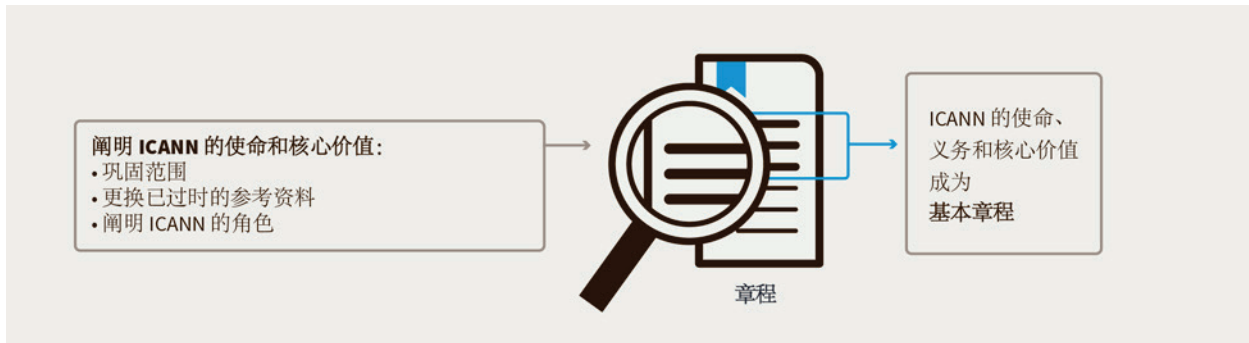 阐明 ICANN 的使命和核心价值：
• 巩固范围
• 更换已过时的参考资料
• 阐明 ICANN 的角色
章程
ICANN 的使命、
义务和核心价值
成为
基本章程